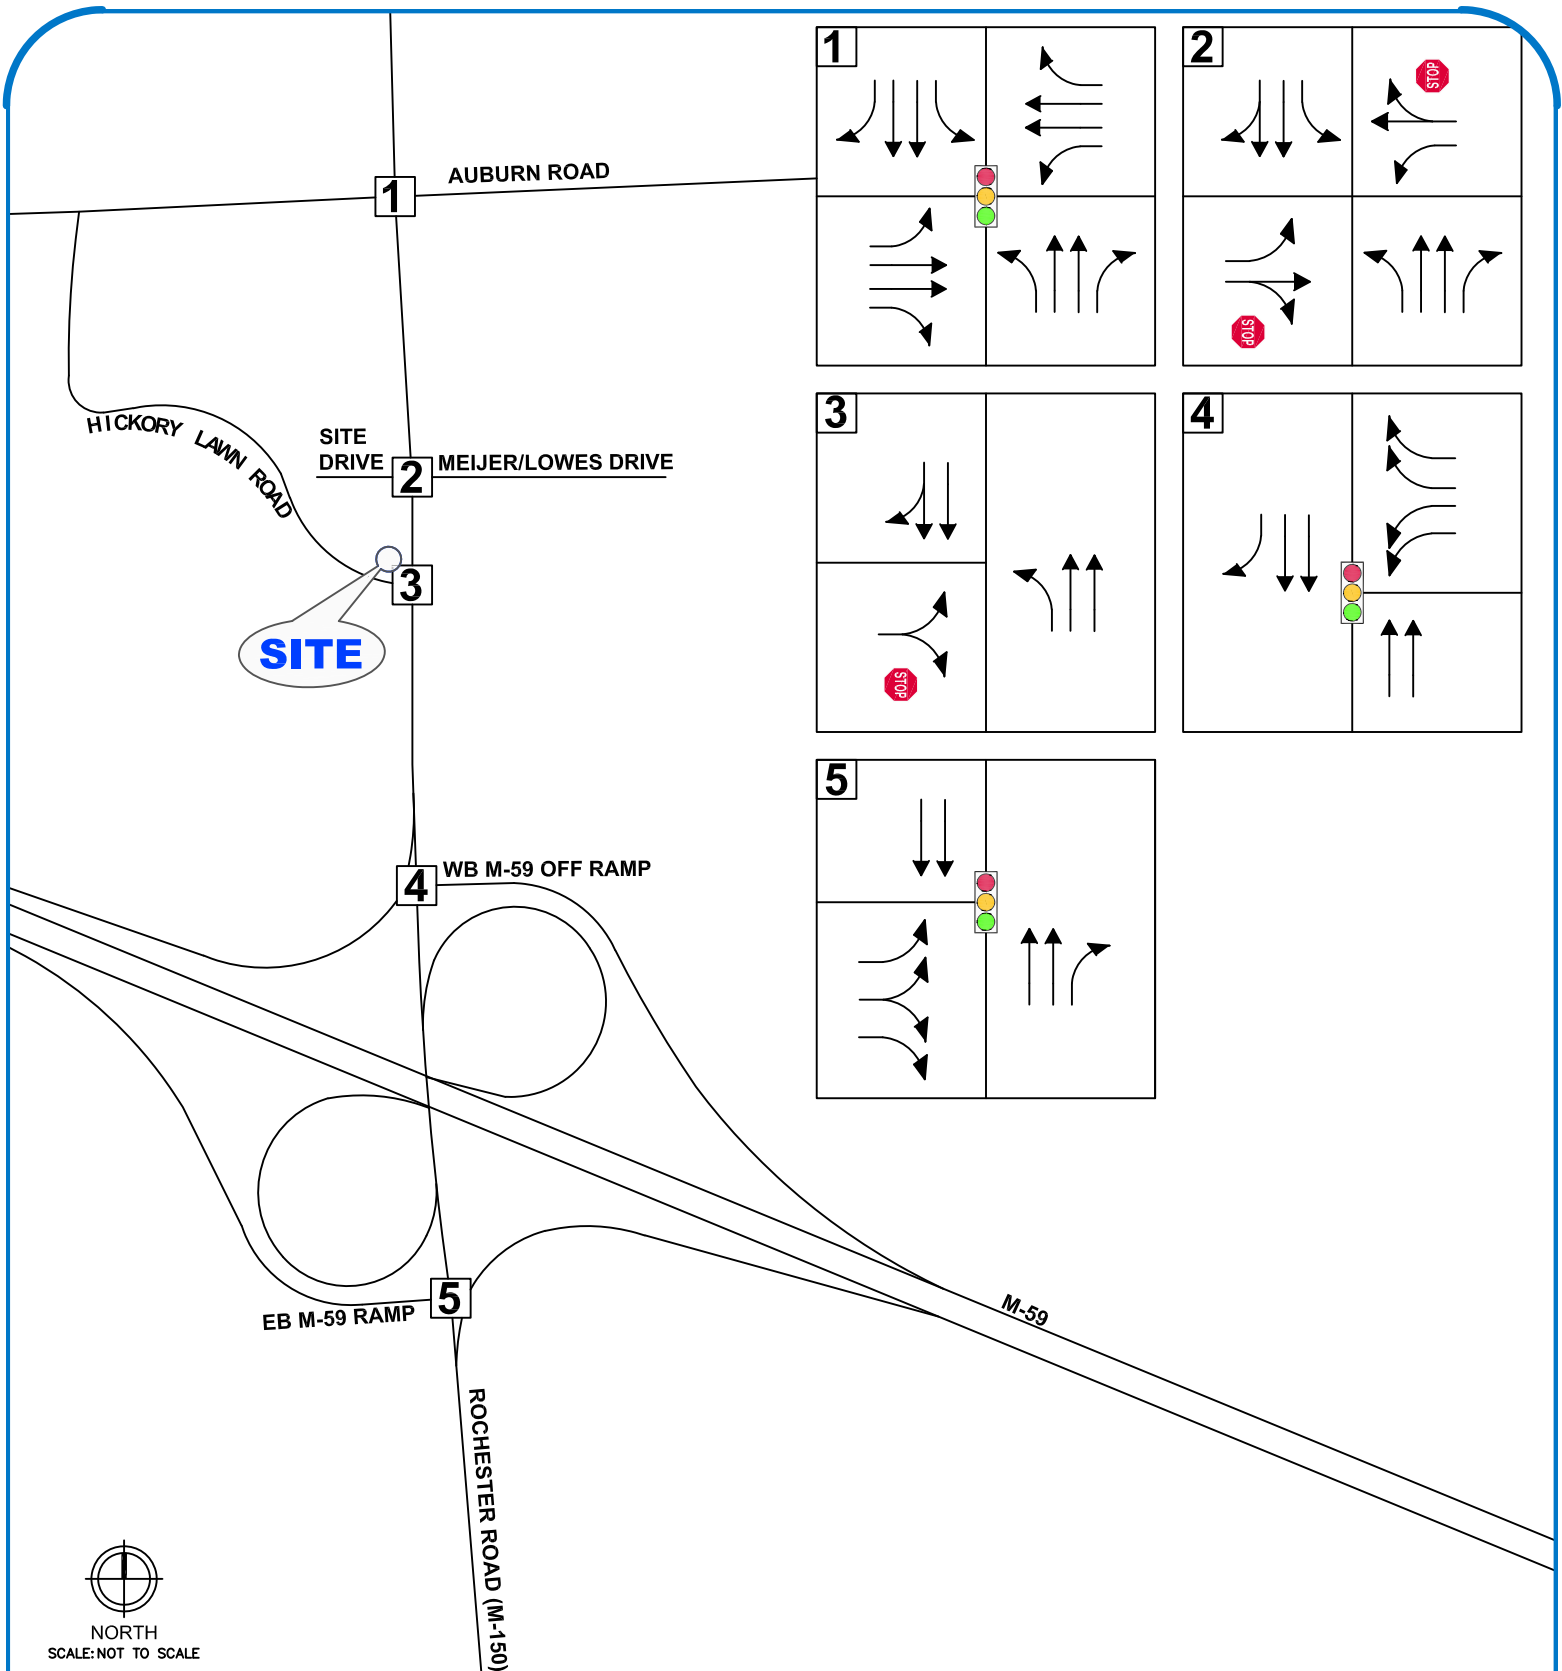 1
2
STOP
STOP
AUBURN ROAD
1
3
4
HICKORY LAWN ROAD
SITE
DRIVE
2
MEIJER/LOWES DRIVE
3
SITE
STOP
5
4
WB M-59 OFF RAMP
5
EB M-59 RAMP
M-59
ROCHESTER ROAD (M-150)
NORTH
SCALE: NOT TO SCALE